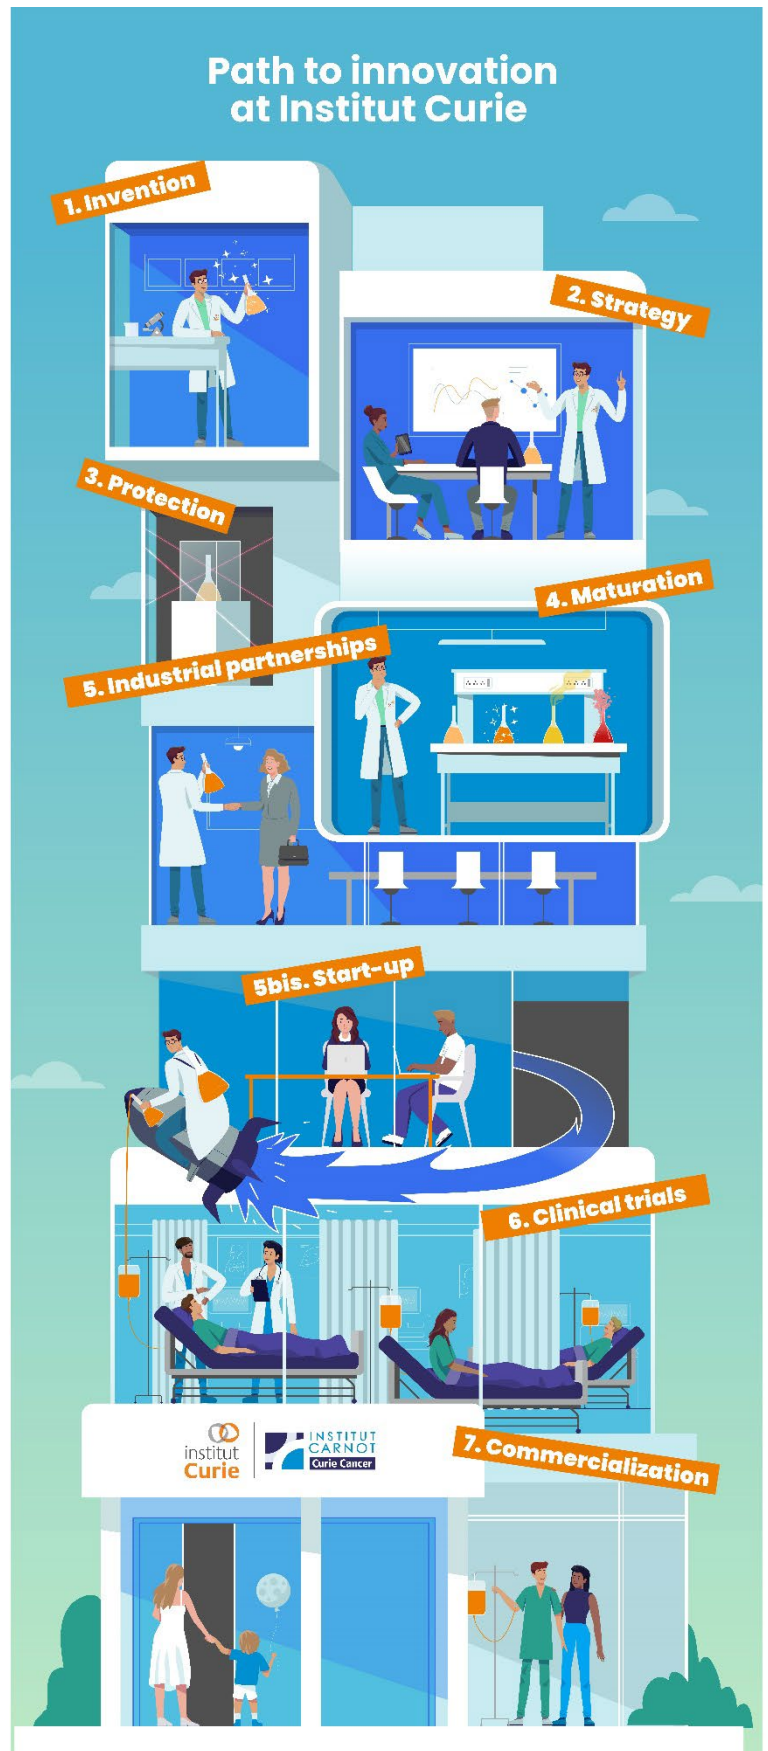 Path to innovation
at Institut Curie
1. Invention
2. Strategy
3. Protection
4. Maturation
5. Industrial partnerships
5bis. Start-up
6. Clinical trials
institut
Curie
INSTITUT
CARNOT
Curie Cancer
7. Commercialization